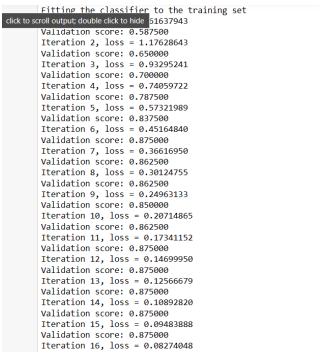 Fitting the classifier to the training set
click to scroll output; double click to hide 61637943
Validation score: 0.587500
Iteration 2, loss = 1.17628643
Validation score: 0.650000
Iteration 3, loss = 0.93295241
Validation score: 0.700000
Iteration 4, loss = 0.74059722
Validation score: 0.787500
Iteration 5, loss = 0.57321989
Validation score: 0.837500
Iteration 6, loss = 0.45164840
Validation score: 0.875000
Iteration 7, loss = 0.36616950
Validation score: 0.862500
Iteration 8, loss = 0.30124755
Validation score: 0.862500
Iteration 9, loss = 0.24963133
Validation score: 0.850000
Iteration 10, loss = 0.20714865
Validation score: 0.862500
Iteration 11, loss = 0.17341152
Validation score: 0.875000
Iteration 12, loss = 0.14699950
Validation score: 0.875000
Iteration 13, loss = 0.12566679
Validation score: 0.875000
Iteration 14, loss = 0.10892820
Validation score: 0.875000
Iteration 15, loss = 0.09483888
Validation score: 0.875000
Iteration 16, loss = 0.08274048